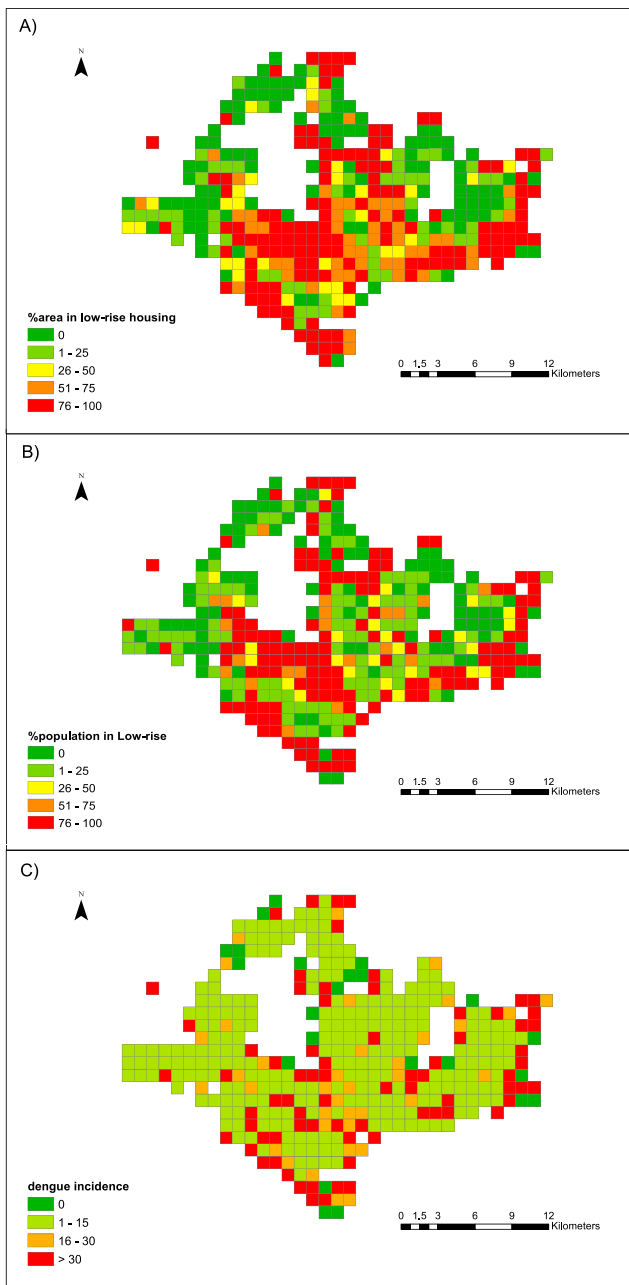 A)
N
%area in low-rise housing
0
1 - 25
26 - 50
51 - 75
76 - 100
0 1.5 3 6 9 12
Kilometers
B)
N
%population in Low-rise
0
1 - 25
26 - 50
51 - 75
76 - 100
0 1.5 3 6 9 12
Kilometers
C)
N
dengue incidence
0
1 - 15
16 - 30
> 30
0 1.5 3 6 9 12
Kilometers